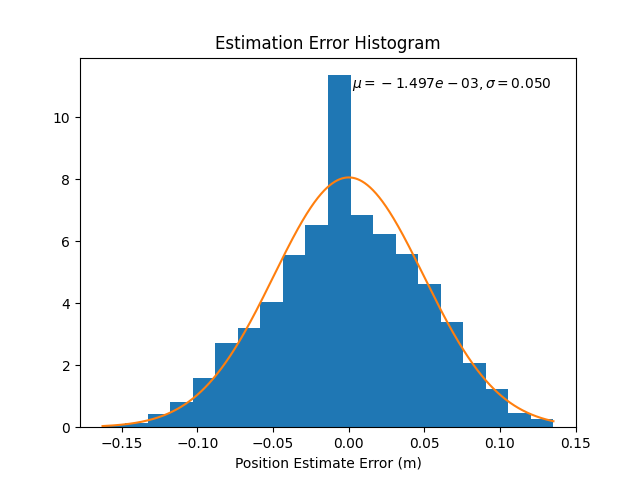 Estimation Error Histogram
μ = −1.497e − 03, σ = 0.050
10
8
6
4
2
0
−0.15 −0.10 −0.05 0.00 0.05 0.10 0.15
Position Estimate Error (m)